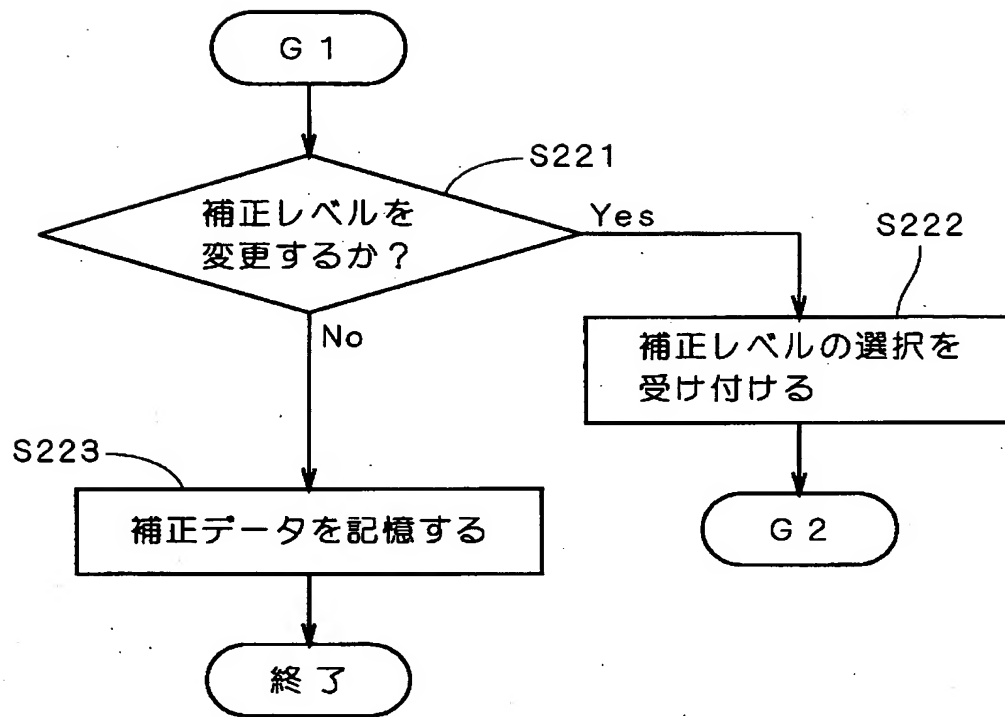 G1
S221
補正レベルを
変更するか？
Yes
S222
No
補正レベルの選択を
受け付ける
S223
補正データを記憶する
G2
終了